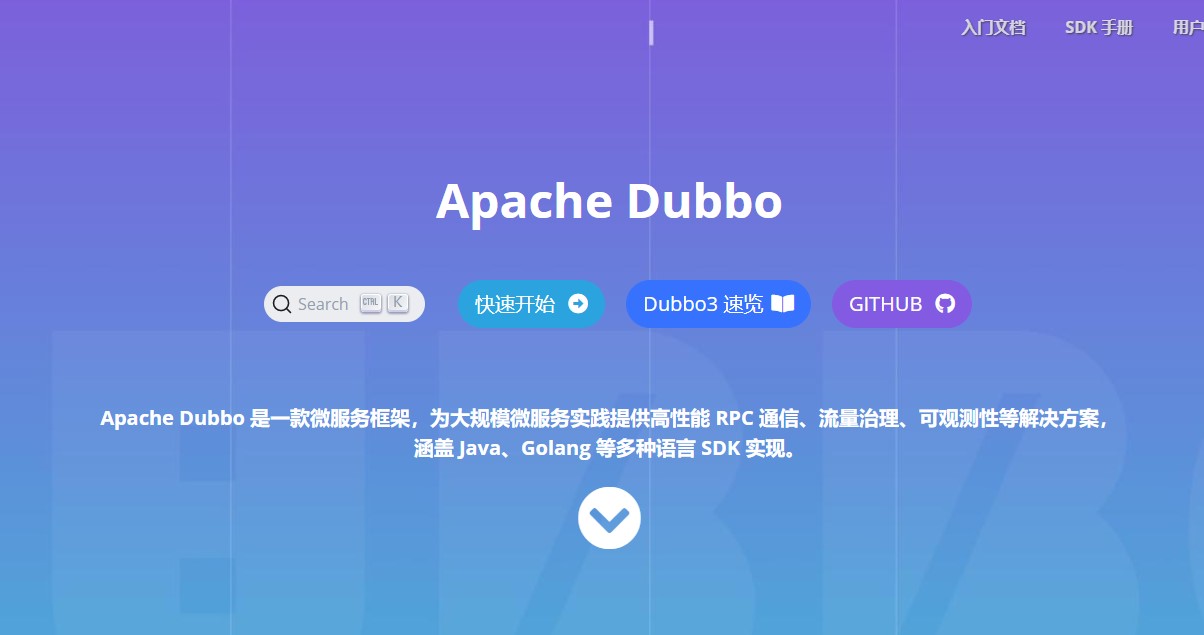 入门文档 SDK 手册 用户
Apache Dubbo
Search CTRL K 快速开始 Dubbo3 速览 GITHUB
Apache Dubbo 是一款微服务框架，为大规模微服务实践提供高性能 RPC 通信、流量治理、可观测性等解决方案，
涵盖 Java、Golang 等多种语言 SDK 实现。